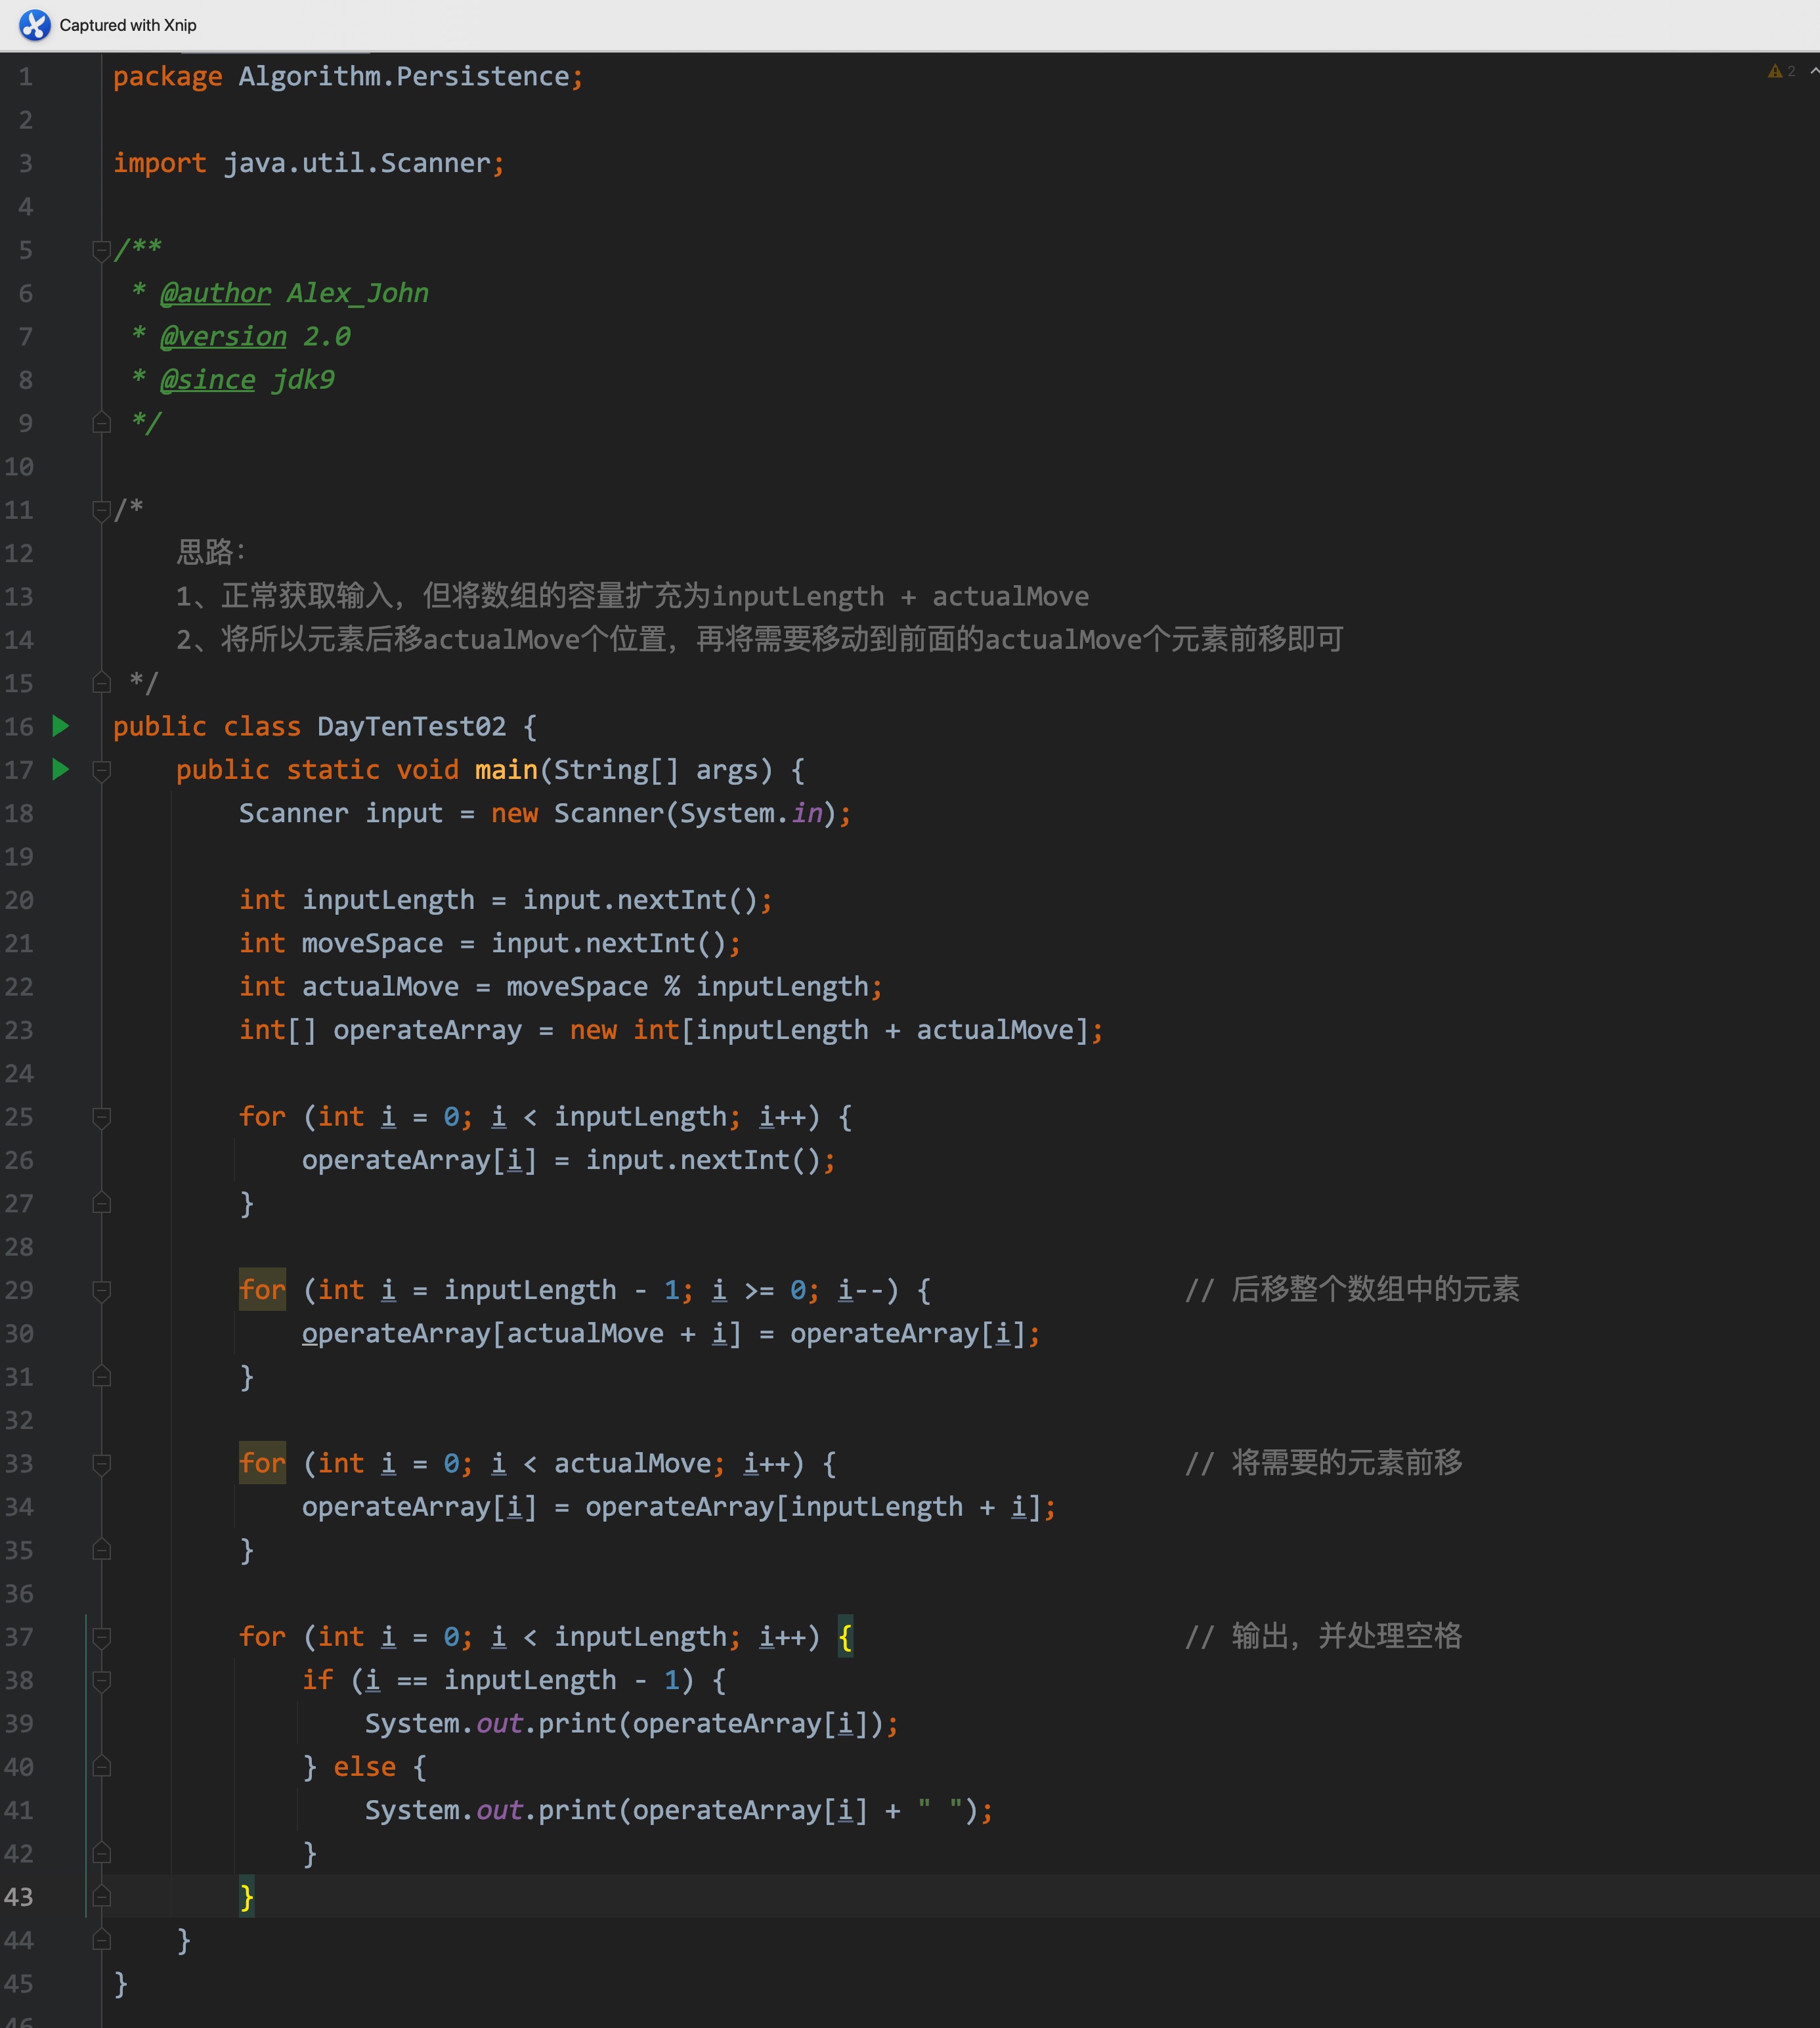 Captured with Xnip
2
1 package Algorithm.Persistence;
2
3 import java.util.Scanner;
4
5 /**
6 * @author Alex_John
7 * @version 2.0
8 * @since jdk9
9 */
10
11 /*
12 思路：
13 1、正常获取输入，但将数组的容量扩充为inputLength + actualMove
14 2、将所以元素后移actualMove个位置，再将需要移动到前面的actualMove个元素前移即可
15 */
16 public class DayTenTest02 {
17 public static void main(String[] args) {
18 Scanner input = new Scanner(System.in);
19
20 int inputLength = input.nextInt();
21 int moveSpace = input.nextInt();
22 int actualMove = moveSpace % inputLength;
23 int[] operateArray = new int[inputLength + actualMove];
24
25 for (int i = 0; i < inputLength; i++) {
26 operateArray[i] = input.nextInt();
27 }
28
29 for (int i = inputLength - 1; i >= 0; i--) { // 后移整个数组中的元素
30 operateArray[actualMove + i] = operateArray[i];
31 }
32
33 for (int i = 0; i < actualMove; i++) { // 将需要的元素前移
34 operateArray[i] = operateArray[inputLength + i];
35 }
36
37 for (int i = 0; i < inputLength; i++) { // 输出，并处理空格
38 if (i == inputLength - 1) {
39 System.out.print(operateArray[i]);
40 } else {
41 System.out.print(operateArray[i] + " ");
42 }
43 }
44 }
45 }
46